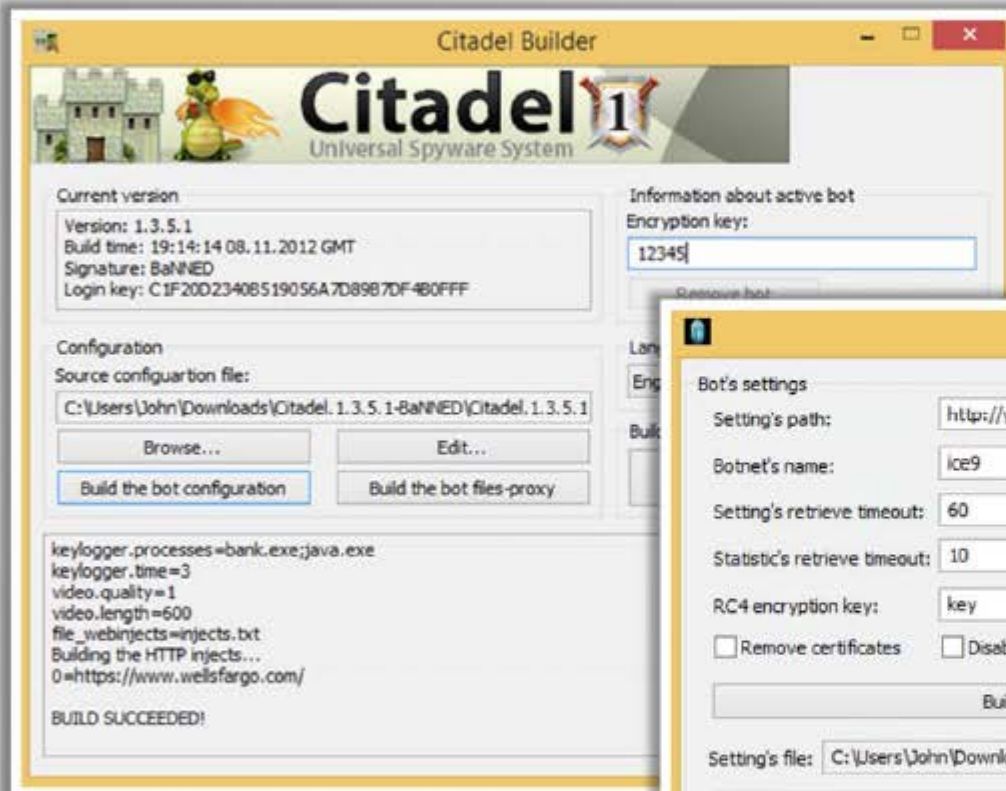 Citadel Builder
Citadel 1
Universal Spyware System
Current version
Version: 1.3.5.1
Build time: 19:14:14 08.11.2012 GMT
Signature: BaNNED
Login key: C1F20D2340B519056A7D89B7DF4B0FFF
Information about active bot
Encryption key:
12345
Remove bot
Configuration
Source configuartion file:
C:\Users\John\Downloads\Citadel.1.3.5.1-BaNNED\Citadel.1.3.5.1
Browse...
Edit...
Build the bot configuration
Build the bot files-proxy
keylogger.processes=bank.exe;java.exe
keylogger.time=3
video.quality=1
video.length=600
file_webinjects=injects.txt
Building the HTTP injects...
0=https://www.wellsfargo.com/
BUILD SUCCEEDED!
Bot's settings
Setting's path:
http://
Botnet's name:
ice9
Setting's retrieve timeout:
60
Statistic's retrieve timeout:
10
RC4 encryption key:
key
Remove certificates
Setting's file: